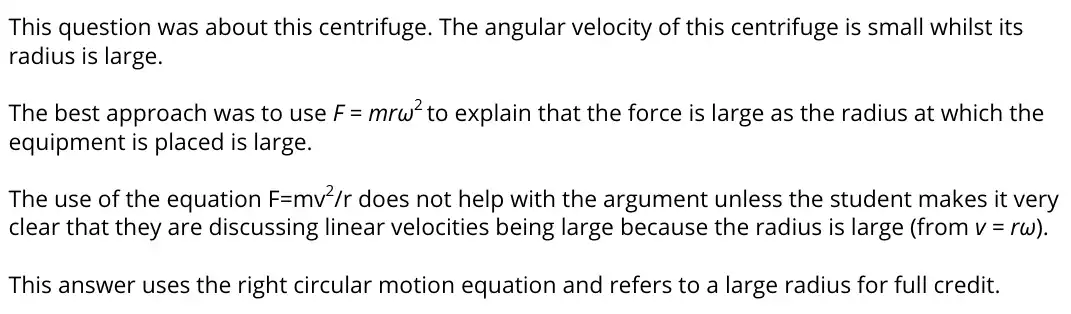 This question was about this centrifuge. The angular velocity of this centrifuge is small whilst its
radius is large.
The best approach was to use F = mrω² to explain that the force is large as the radius at which the
equipment is placed is large.
The use of the equation F=mv²/r does not help with the argument unless the student makes it very
clear that they are discussing linear velocities being large because the radius is large (from v = rω).
This answer uses the right circular motion equation and refers to a large radius for full credit.